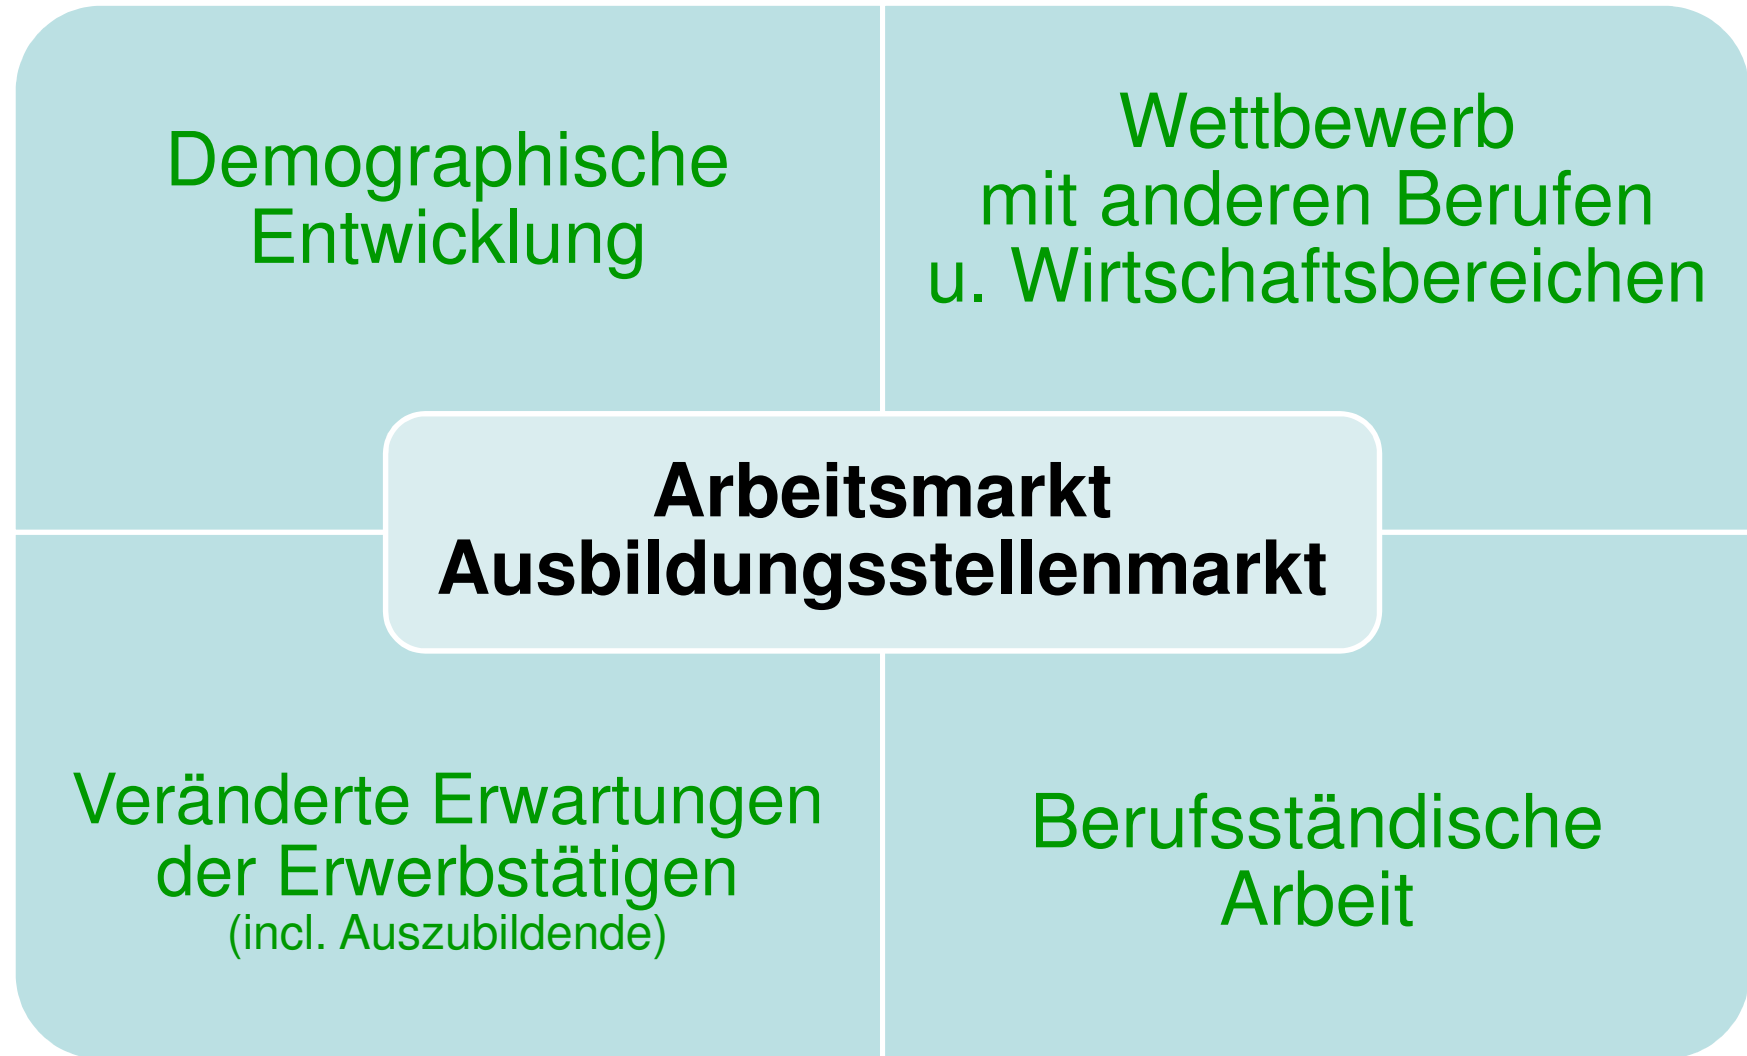 Demographische
Entwicklung
Wettbewerb
mit anderen Berufen
u. Wirtschaftsbereichen
Arbeitsmarkt
Ausbildungsstellenmarkt
Veränderte Erwartungen
der Erwerbstätigen
(incl. Auszubildende)
Berufsständische
Arbeit